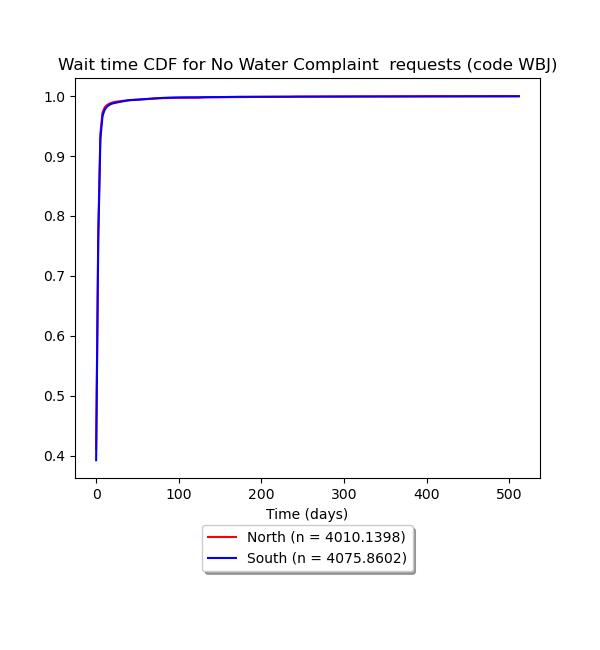 Wait time CDF for No Water Complaint  requests (code WBJ)
1.0
0.9
0.8
0.7
0.6
0.5
0.4
0 100 200 300 400 500
Time (days)
North (n = 4010.1398)
South (n = 4075.8602)